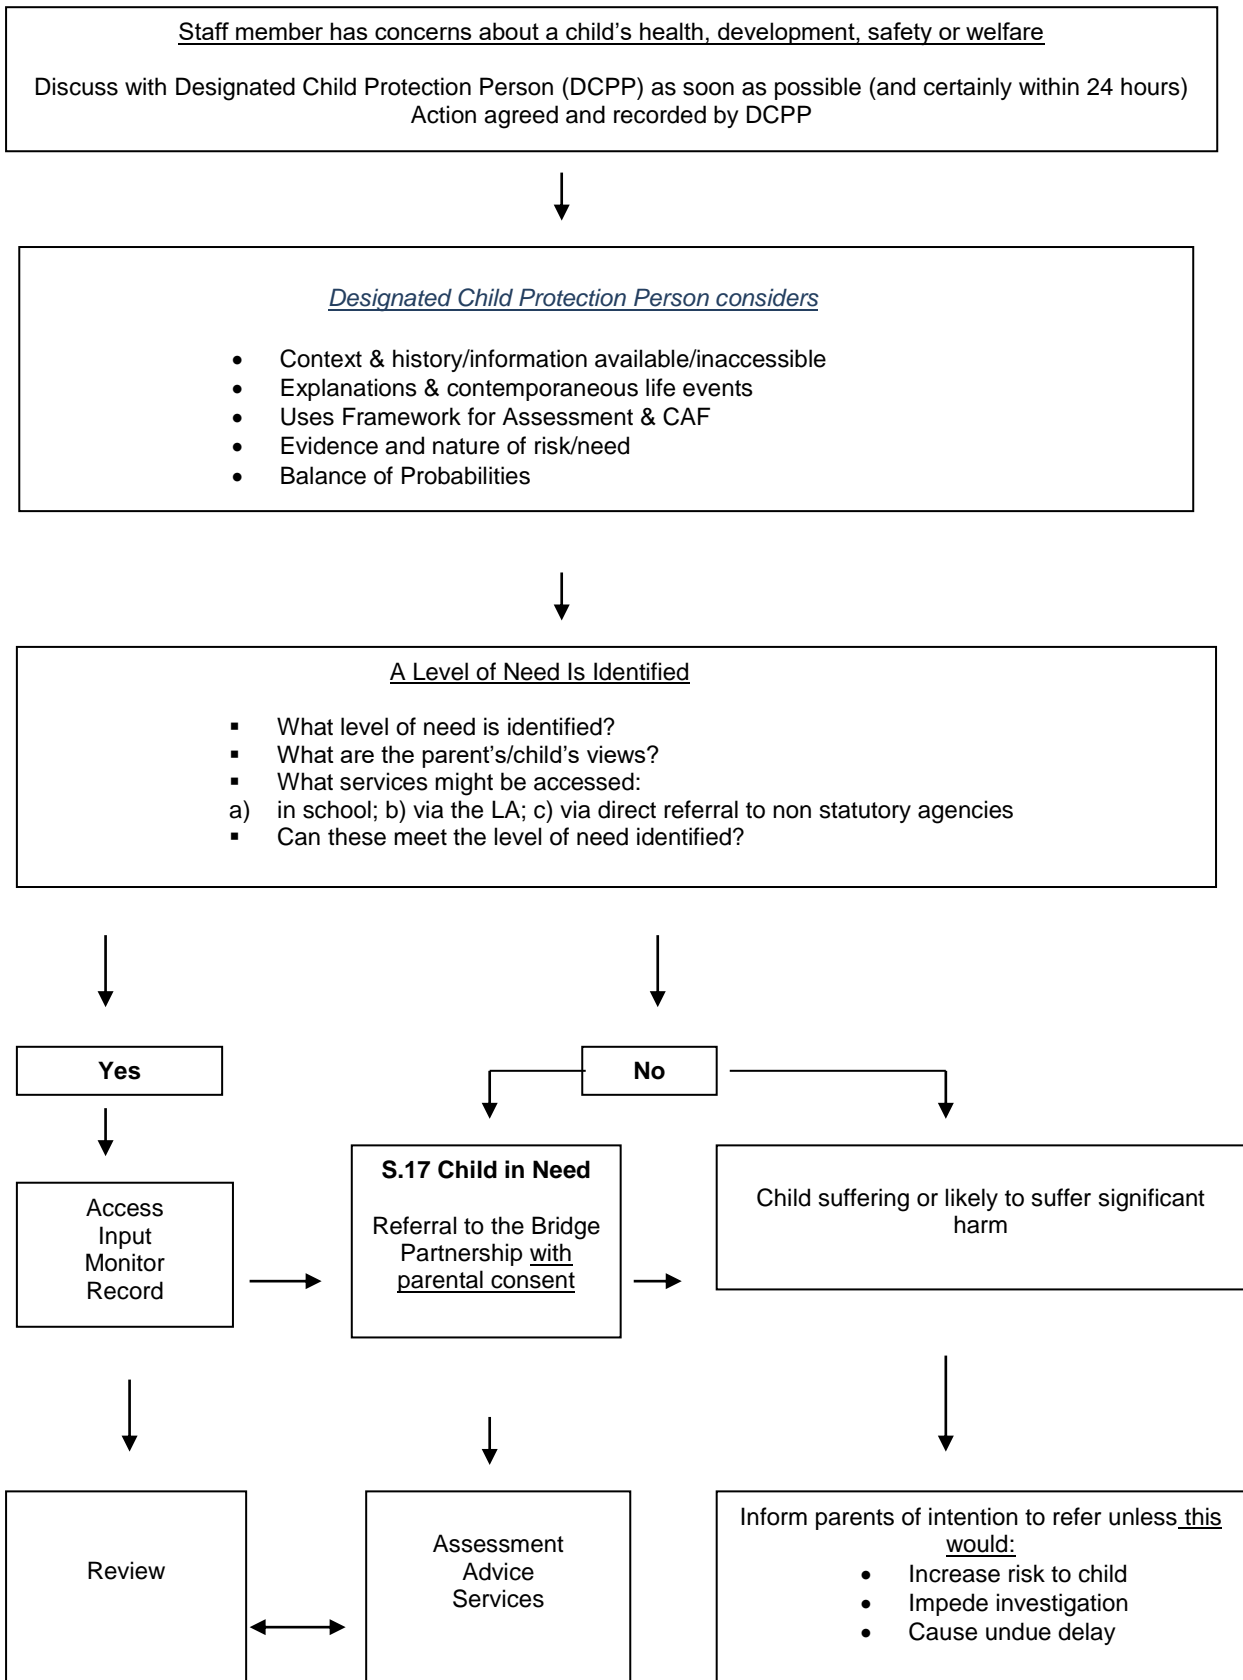 Staff member has concerns about a child's health, development, safety or welfare
Discuss with Designated Child Protection Person (DCPP) as soon as possible (and certainly within 24 hours)
Action agreed and recorded by DCPP
Designated Child Protection Person considers
• Context & history/information available/inaccessible
• Explanations & contemporaneous life events
• Uses Framework for Assessment & CAF
• Evidence and nature of risk/need
• Balance of Probabilities
A Level of Need Is Identified
▪ What level of need is identified?
▪ What are the parent's/child's views?
▪ What services might be accessed:
a) in school; b) via the LA; c) via direct referral to non statutory agencies
▪ Can these meet the level of need identified?
Yes
No
Access
Input
Monitor
Record
S.17 Child in Need
Referral to the Bridge
Partnership with
parental consent
Child suffering or likely to suffer significant
harm
Review
Assessment
Advice
Services
Inform parents of intention to refer unless this
would:
• Increase risk to child
• Impede investigation
• Cause undue delay